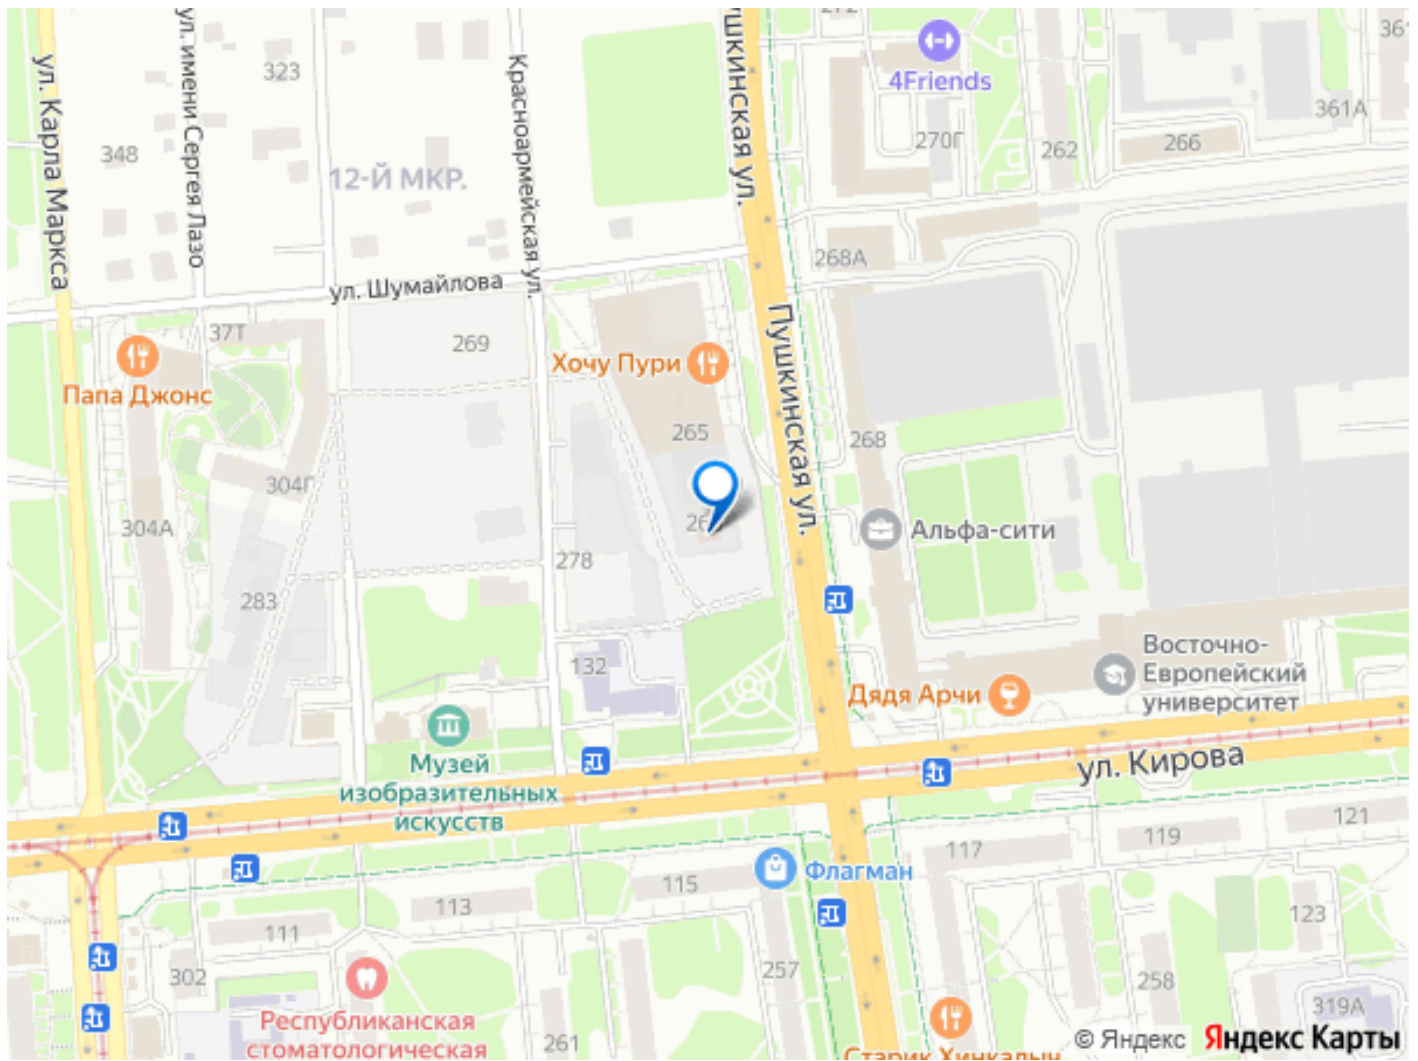 ул. Карла Маркса
ул. имени Сергея Лазо
323
348
12-Й МКР.
Красноармейская ул.
Пушкинская ул.
4Friends
270Г
262
266
361А
268А
ул. Шумайлова
37Т
269
Папа Джонс
Хочу Пури
265
Пушкинская ул.
268
304Г
304А
Альфа-сити
278
283
132
Восточно-
Европейский
университет
Дядя Арчи
Музей
изобразительных
искусств
ул. Кирова
117
119
121
Флагман
115
113
111
123
302
257
258
319А
Республиканская
стоматологическая
261
Старик Хинкалыч
© Яндекс Яндекс Карты